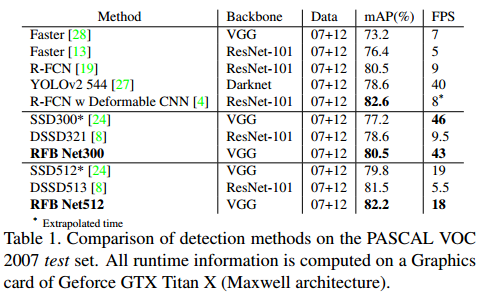 Method Backbone Data mAP(%) FPS
Faster [28] VGG 07+12 73.2 7
Faster [13] ResNet-101 07+12 76.4 5
R-FCN [19] ResNet-101 07+12 80.5 9
YOLOv2 544 [27] Darknet 07+12 78.6 40
R-FCN w Deformable CNN [4] ResNet-101 07+12 82.6 8*
SSD300* [24] VGG 07+12 77.2 46
DSSD321 [8] ResNet-101 07+12 78.6 9.5
RFB Net300 VGG 07+12 80.5 43
SSD512* [24] VGG 07+12 79.8 19
DSSD513 [8] ResNet-101 07+12 81.5 5.5
RFB Net512 VGG 07+12 82.2 18
* Extrapolated time
Table 1. Comparison of detection methods on the PASCAL VOC
2007 test set. All runtime information is computed on a Graphics
card of Geforce GTX Titan X (Maxwell architecture).